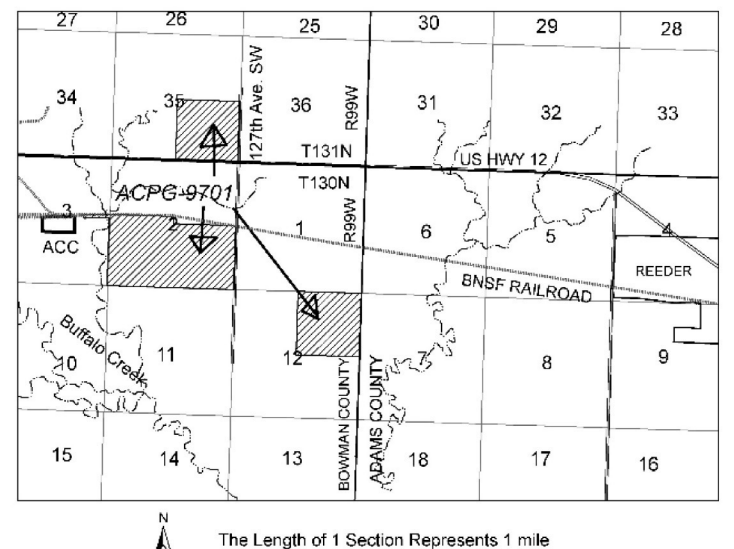 27 26 25 30 29 28
34 35 127th Ave. SW 36 R99W 31 32 33
T131N US HWY 12
T130N
ACPG-9701
3 2 1 R99W 6 5 4
ACC REEDER
BNSF RAILROAD
Buffalo Creek
10 11 12 7 8 9
BOWMAN COUNTY ADAMS COUNTY
15 14 13 18 17 16
N
The Length of 1 Section Represents 1 mile